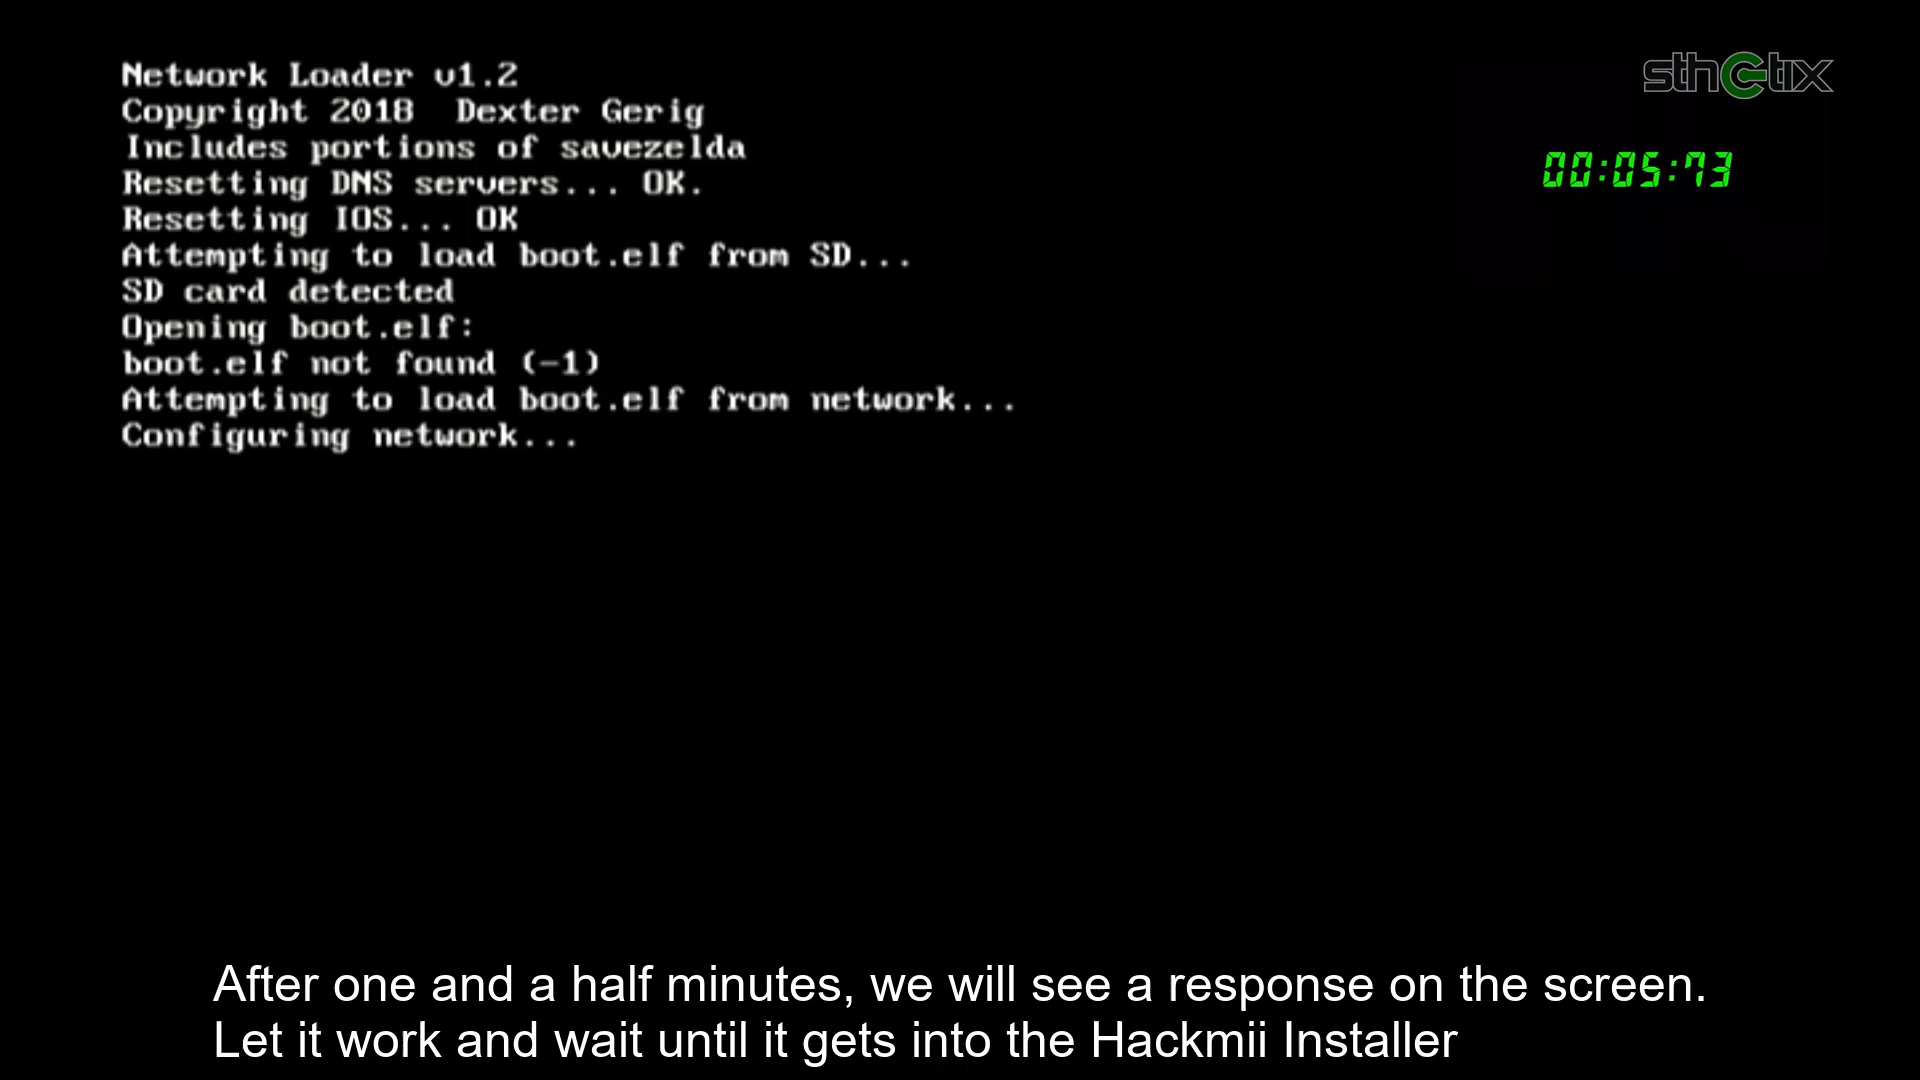 Network Loader v1.2
Copyright 2018  Dexter Gerig
Includes portions of savezelda
Resetting DNS servers... OK.
Resetting IOS... OK
Attempting to load boot.elf from SD...
SD card detected
Opening boot.elf:
boot.elf not found (-1)
Attempting to load boot.elf from network...
Configuring network...
sthetix
00:05:73
After one and a half minutes, we will see a response on the screen.
Let it work and wait until it gets into the Hackmii Installer